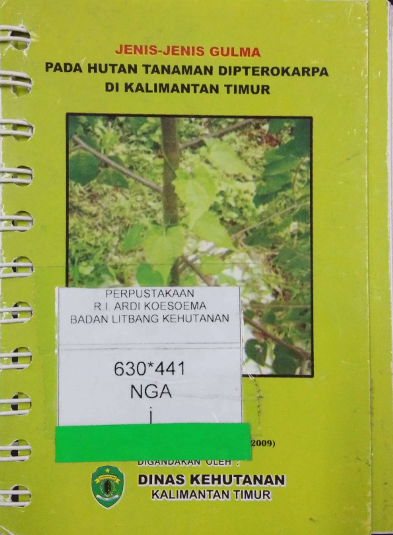 JENIS-JENIS GULMA
PADA HUTAN TANAMAN DIPTEROKARPA
DI KALIMANTAN TIMUR
PERPUSTAKAAN
R.I. ARDI KOESOEMA
BADAN LITBANG KEHUTANAN
630*441
NGA
j
2009)
DIGANDAKAN OLEH :
DINAS KEHUTANAN
KALIMANTAN TIMUR